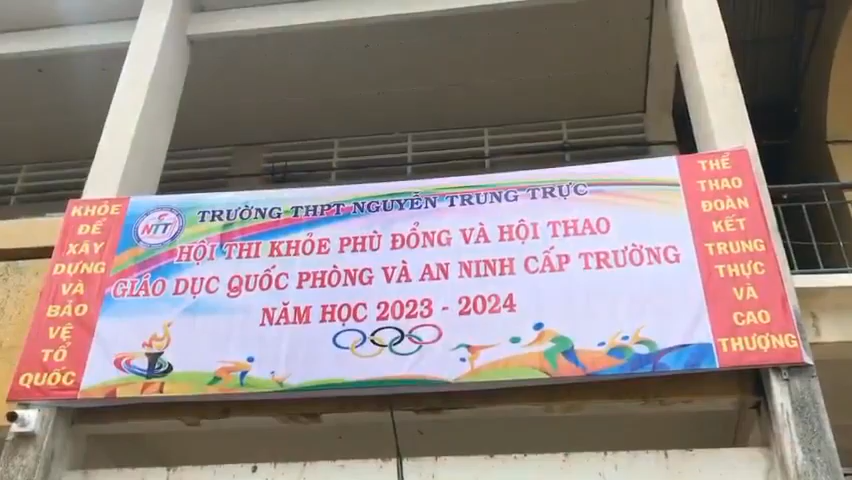 KHỎE
ĐỂ
XÂY
DỰNG
VÀ
BẢO
VỆ
TỔ
QUỐC
NTT
TRƯỜNG THPT NGUYỄN TRUNG TRỰC
HỘI THI KHỎE PHÙ ĐỔNG VÀ HỘI THAO
GIÁO DỤC QUỐC PHÒNG VÀ AN NINH CẤP TRƯỜNG
NĂM HỌC 2023 - 2024
THỂ
THAO
ĐOÀN
KẾT
TRUNG
THỰC
VÀ
CAO
THƯỢNG